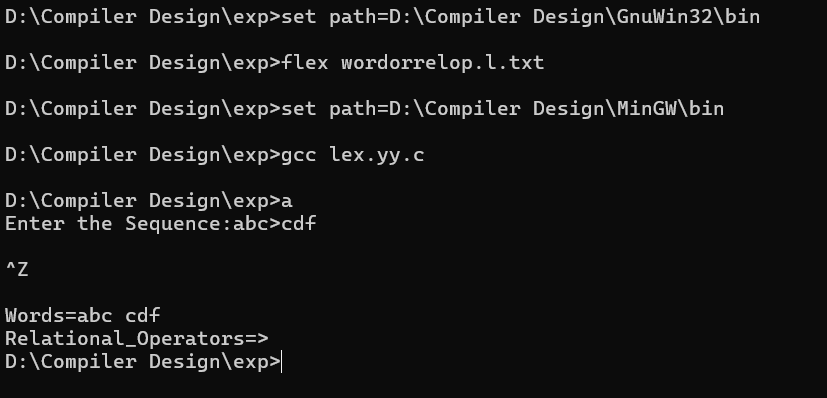 D:\Compiler Design\exp>set path=D:\Compiler Design\GnuWin32\bin
D:\Compiler Design\exp>flex wordorrelop.l.txt
D:\Compiler Design\exp>set path=D:\Compiler Design\MinGW\bin
D:\Compiler Design\exp>gcc lex.yy.c
D:\Compiler Design\exp>a
Enter the Sequence:abc>cdf
^Z
Words=abc cdf
Relational_Operators=>
D:\Compiler Design\exp>